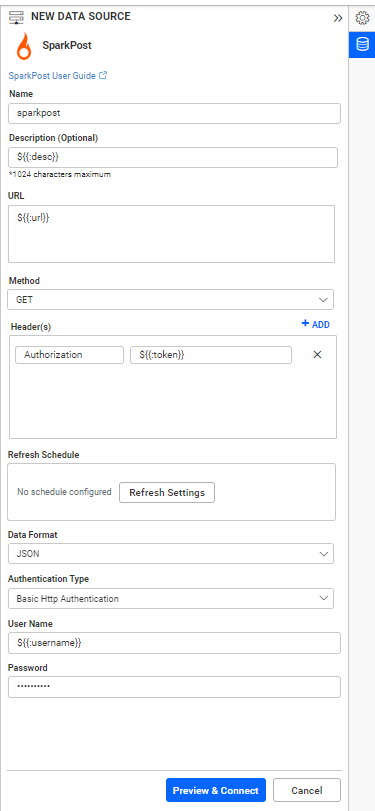 NEW DATA SOURCE
SparkPost
SparkPost User Guide
Name
sparkpost
Description (Optional)
${{:desc}}
*1024 characters maximum
URL
${{:url}}
Method
GET
Header(s)
+ ADD
Authorization ${{:token}}
Refresh Schedule
No schedule configured Refresh Settings
Data Format
JSON
Authentication Type
Basic Http Authentication
User Name
${{:username}}
Password
••••••••••
Preview & Connect Cancel